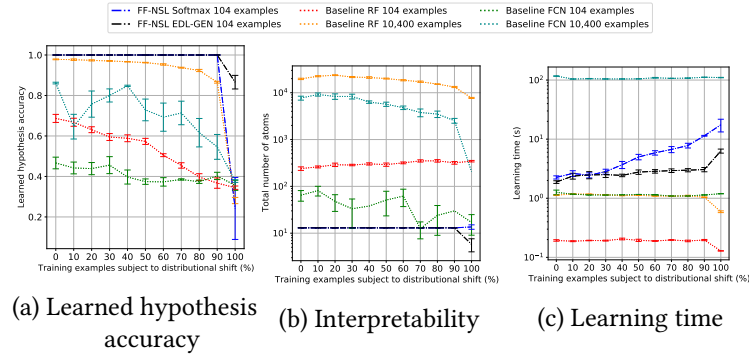 FF-NSL Softmax 104 examples
FF-NSL EDL-GEN 104 examples
Baseline RF 104 examples
Baseline RF 10,400 examples
Baseline FCN 104 examples
Baseline FCN 10,400 examples
Learned hypothesis accuracy
1.0
0.8
0.6
0.4
0.2
0 10 20 30 40 50 60 70 80 90 100
Training examples subject to distributional shift (%)
(a) Learned hypothesis
accuracy
Total number of atoms
10⁴
10³
10²
10¹
0 10 20 30 40 50 60 70 80 90 100
Training examples subject to distributional shift (%)
(b) Interpretability
Learning time (s)
10²
10¹
10⁰
10⁻¹
0 10 20 30 40 50 60 70 80 90 100
Training examples subject to distributional shift (%)
(c) Learning time